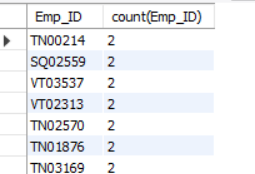 Emp_ID count(Emp_ID)
TN00214 2
SQ02559 2
VT03537 2
VT02313 2
TN02570 2
TN01876 2
TN03169 2